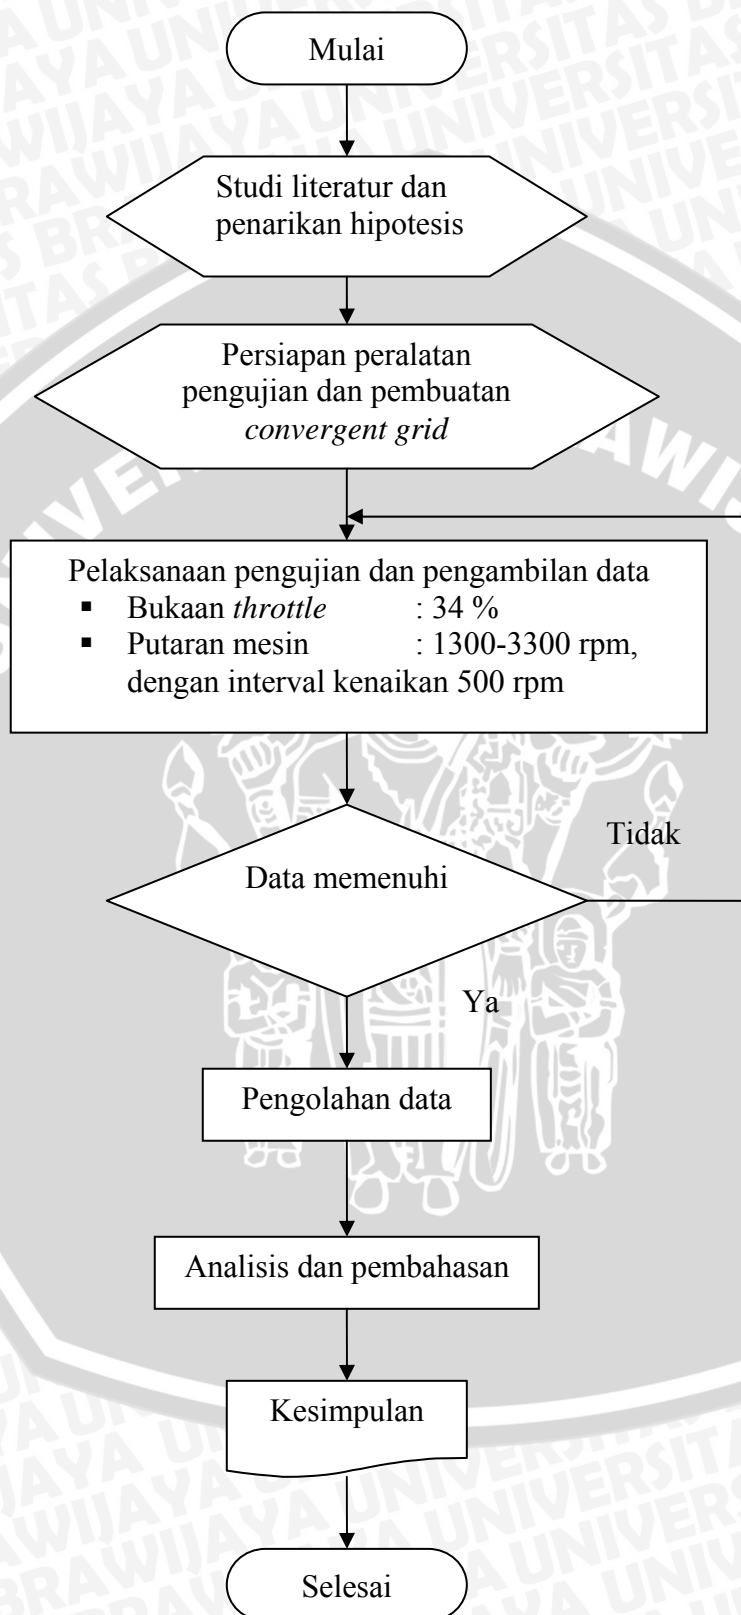 Mulai
Studi literatur dan
penarikan hipotesis
Persiapan peralatan
pengujian dan pembuatan
convergent grid
Pelaksanaan pengujian dan pengambilan data
▪ Bukaan throttle : 34 %
▪ Putaran mesin : 1300-3300 rpm,
dengan interval kenaikan 500 rpm
Tidak
Data memenuhi
Ya
Pengolahan data
Analisis dan pembahasan
Kesimpulan
Selesai